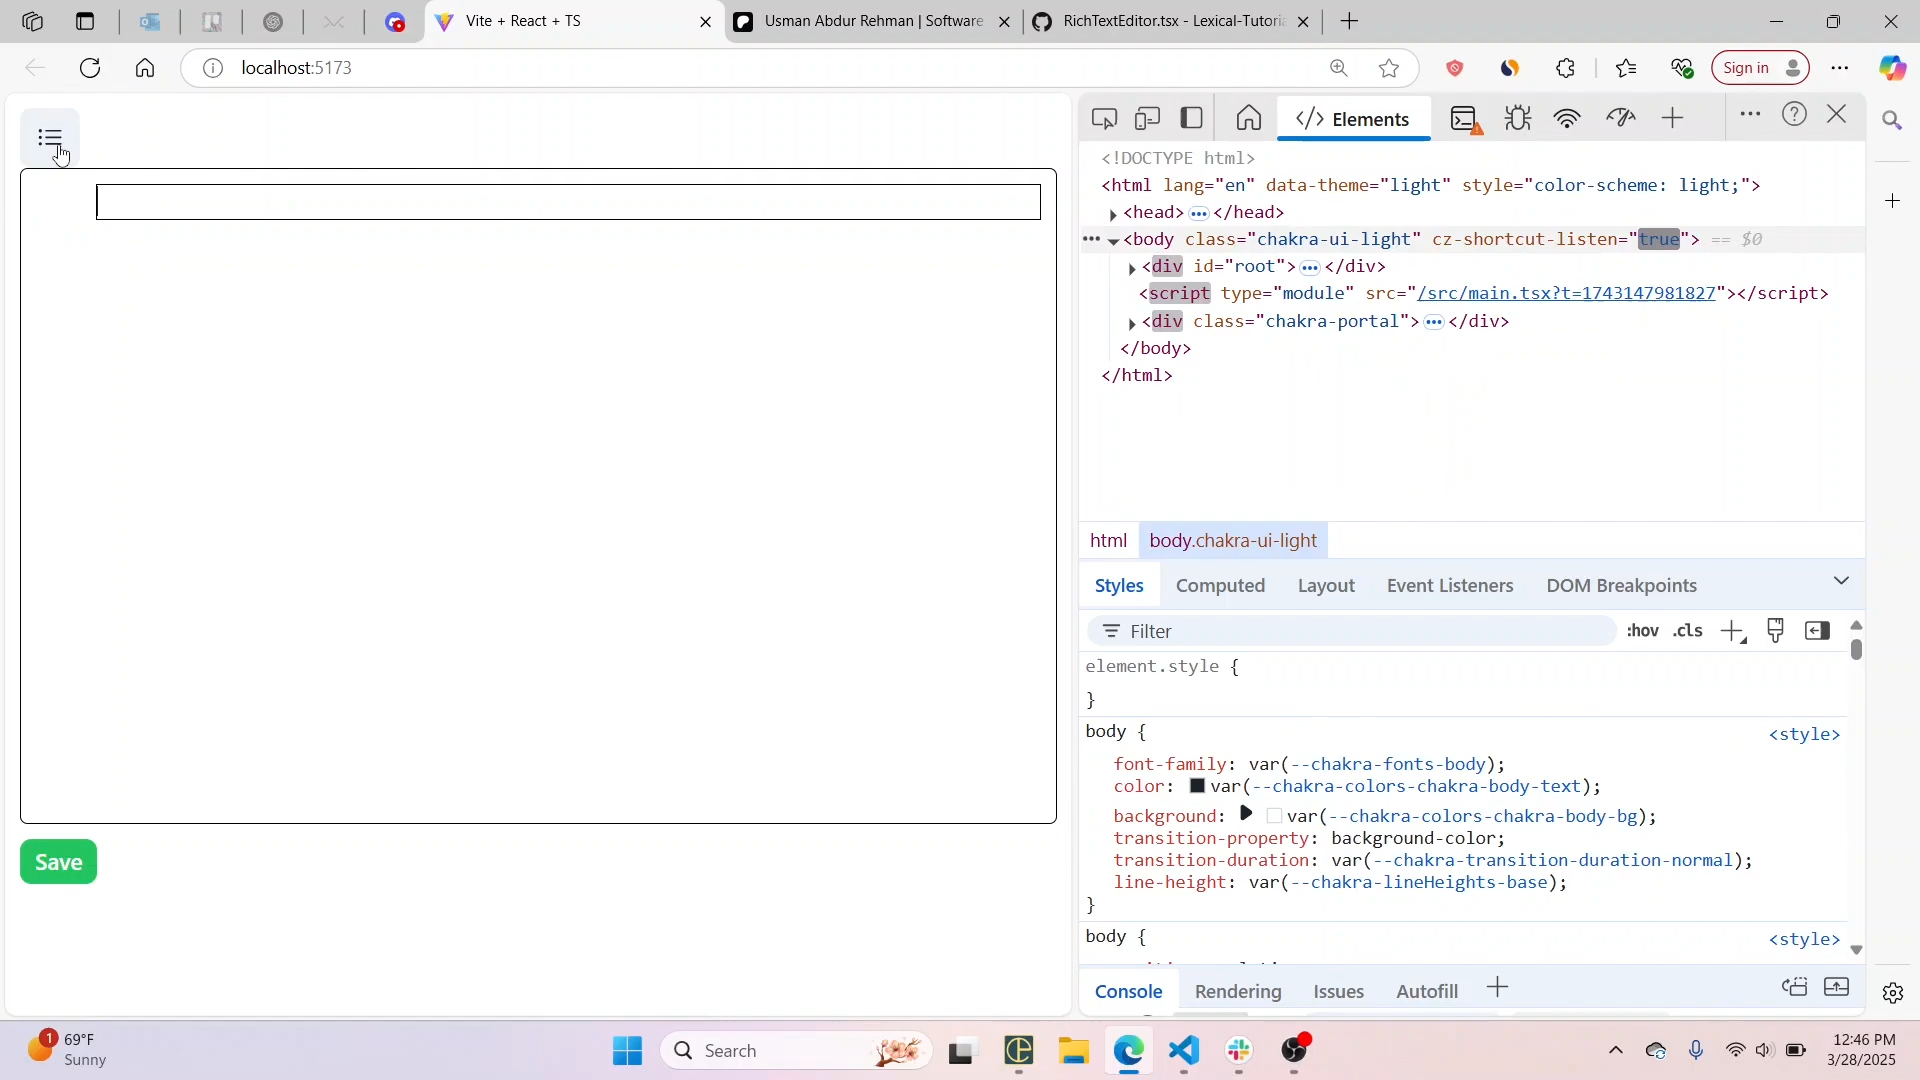 Vite + React + TS
Usman Abdur Rehman | Software
RichTextEditor.tsx - Lexical-Tutoria
localhost:5173
Sign in
Elements
<!DOCTYPE html>
<html lang="en" data-theme="light" style="color-scheme: light;">
<head> ••• </head>
••• <body class="chakra-ui-light" cz-shortcut-listen="true"> == $0
<div id="root"> ••• </div>
<script type="module" src="/src/main.tsx?t=1743147981827"></script>
<div class="chakra-portal"> ••• </div>
</body>
</html>
html body.chakra-ui-light
Styles Computed Layout Event Listeners DOM Breakpoints
Filter :hov .cls
element.style {
}
body { <style>
font-family: var(--chakra-fonts-body);
color: var(--chakra-colors-chakra-body-text);
background: var(--chakra-colors-chakra-body-bg);
transition-property: background-color;
transition-duration: var(--chakra-transition-duration-normal);
line-height: var(--chakra-lineHeights-base);
}
body { <style>
Save
Console Rendering Issues Autofill
1
69°F
Sunny
Search
12:46 PM
3/28/2025